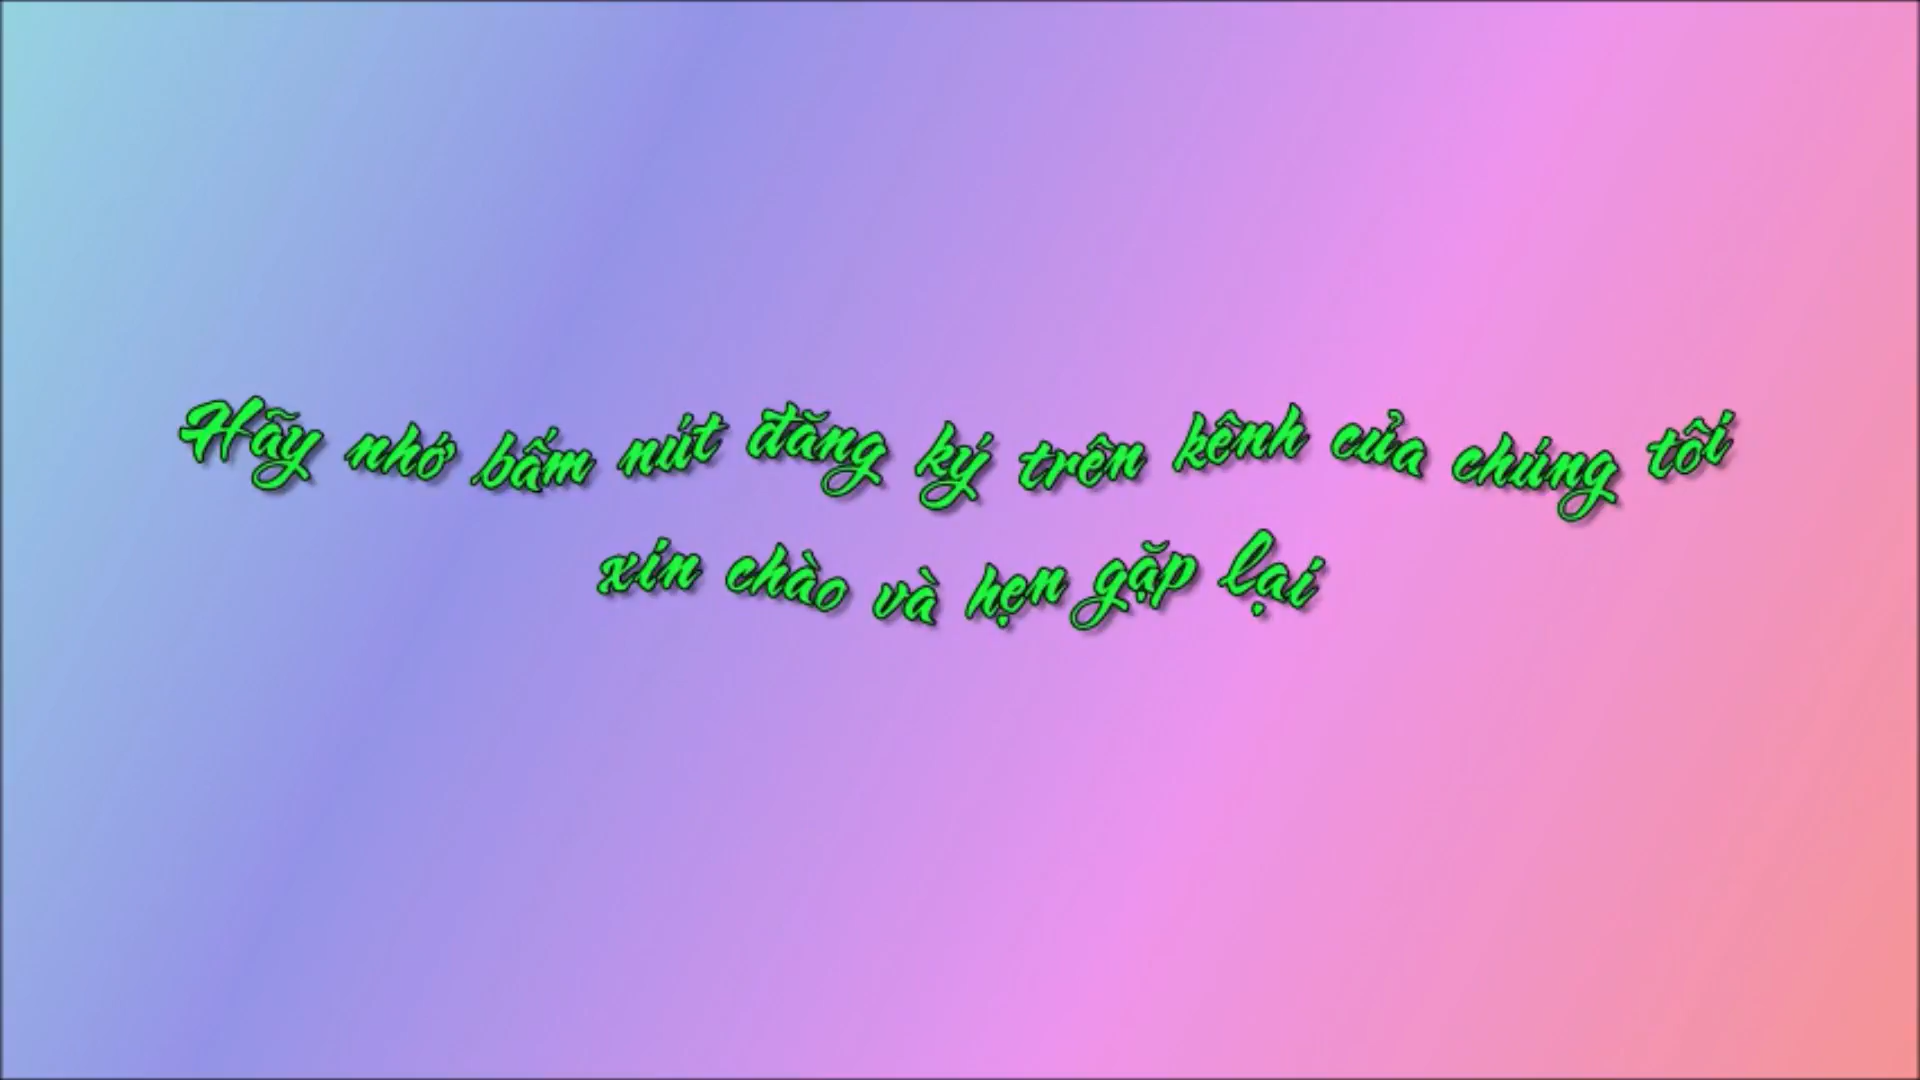 Hãy nhớ bấm nút đăng ký trên kênh của chúng tôi
xin chào và hẹn gặp lại